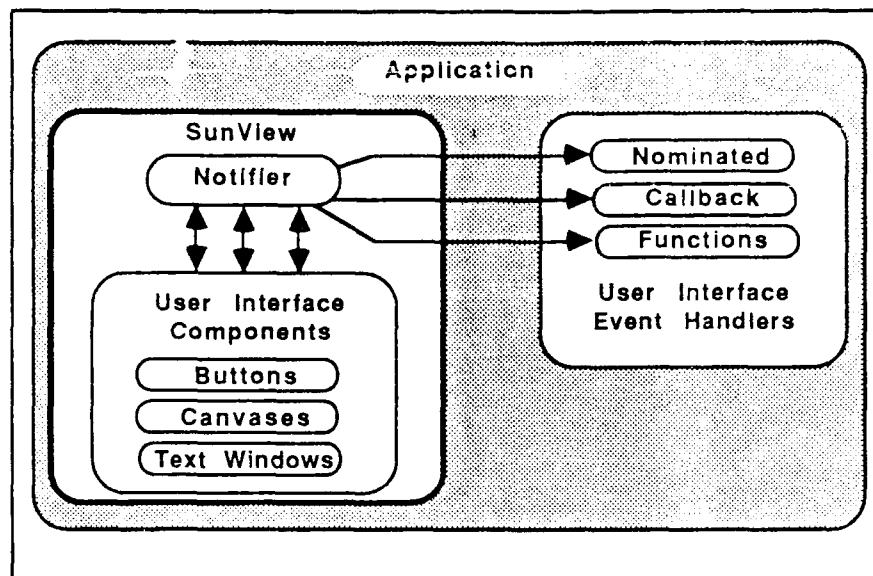 Application
SunView
Notifier
User Interface
Components
Buttons
Canvases
Text Windows
Nominated
Callback
Functions
User Interface
Event Handlers